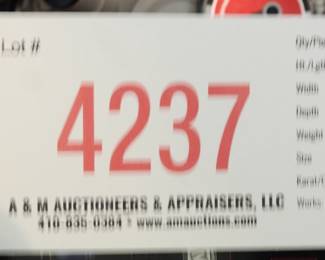 Lot #
4237
A & M AUCTIONEERS & APPRAISERS, LLC
410-835-0384 * www.amauctions.com
Qty/
Ht./Lgth
Width
Depth
Weight
Size
Karat/
Works